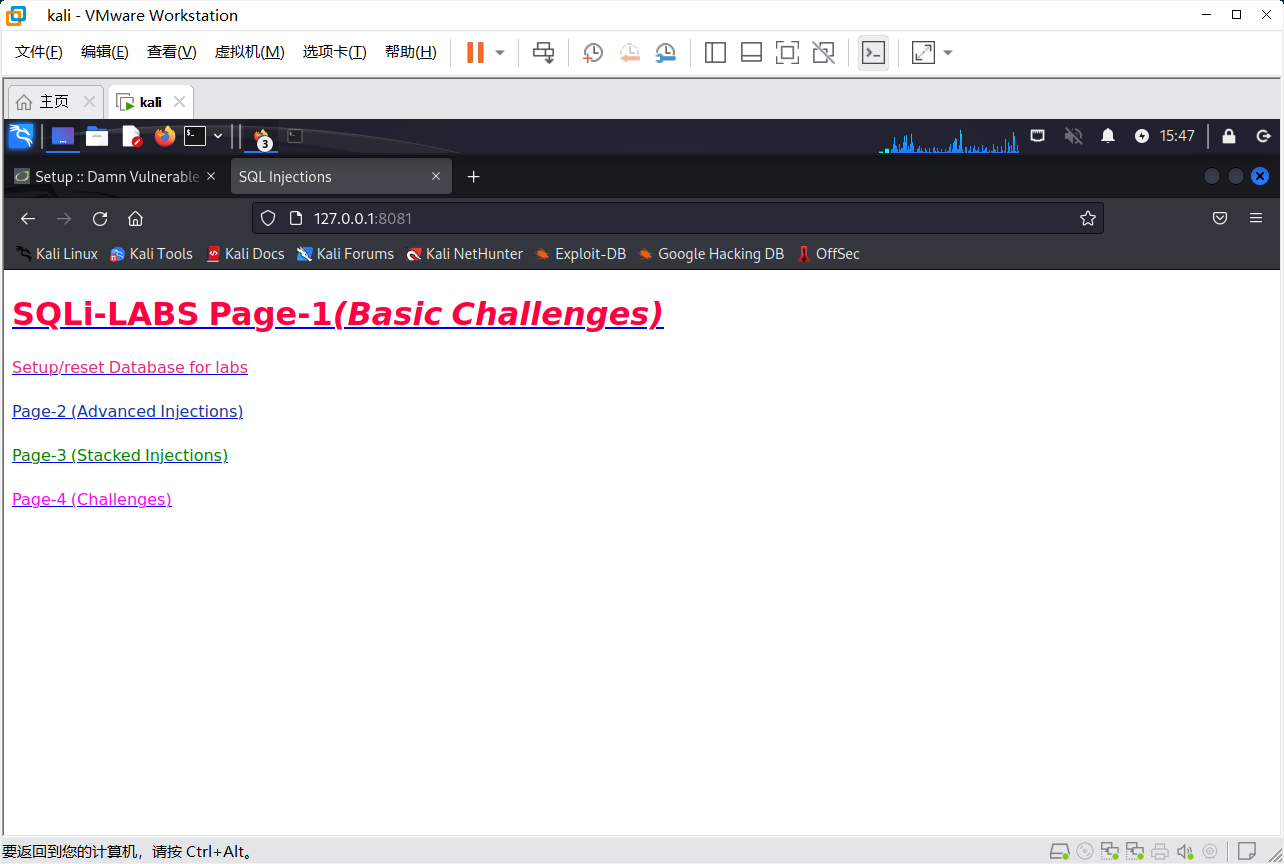 kali - VMware Workstation
文件(F) 编辑(E) 查看(V) 虚拟机(M) 选项卡(T) 帮助(H)
主页 kali
3 15:47
Setup :: Damn Vulnerable SQL Injections
127.0.0.1:8081
Kali Linux Kali Tools Kali Docs Kali Forums Kali NetHunter Exploit-DB Google Hacking DB OffSec
SQLi-LABS Page-1(Basic Challenges)
Setup/reset Database for labs
Page-2 (Advanced Injections)
Page-3 (Stacked Injections)
Page-4 (Challenges)
要返回到您的计算机，请按 Ctrl+Alt。